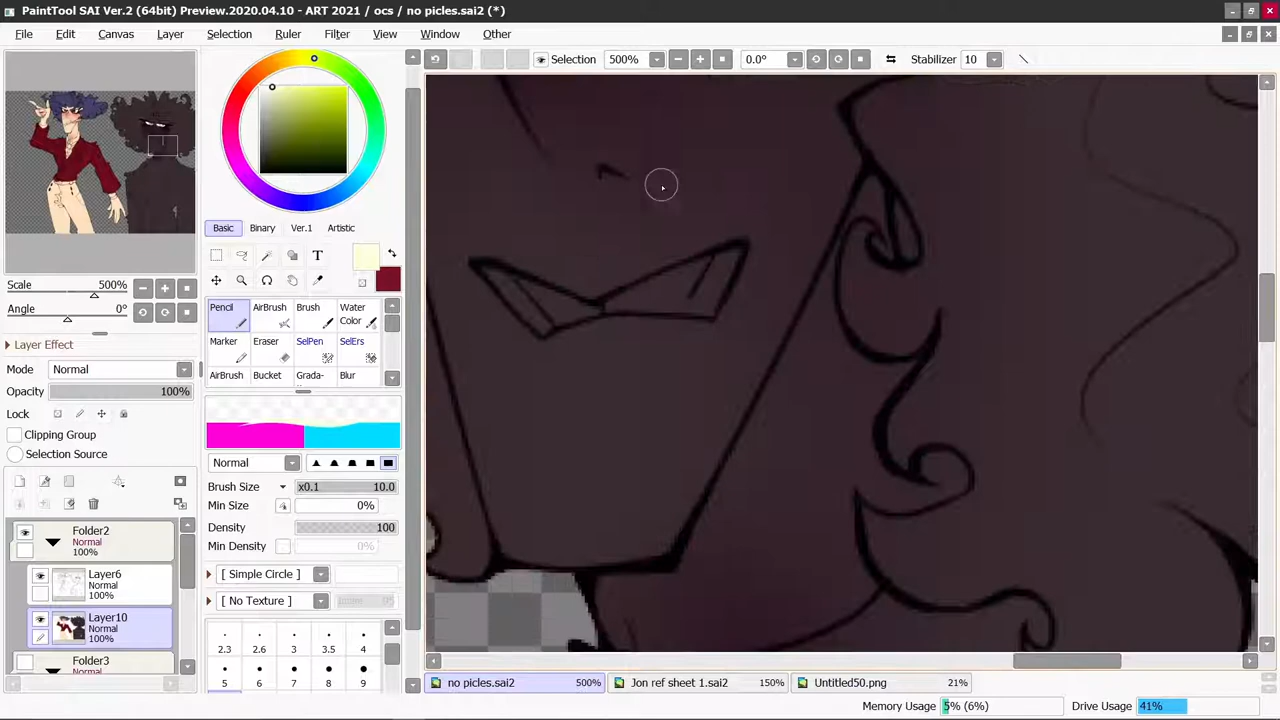 PaintTool SAI Ver.2 (64bit) Preview.2020.04.10 - ART 2021 / ocs / no picles.sai2 (*)
File Edit Canvas Layer Selection Ruler Filter View Window Other
Selection 500% 0.0° Stabilizer 10
Basic Binary Ver.1 Artistic
T
Scale 500%
Angle 0°
Pencil AirBrush Brush Water Color
Marker Eraser SelPen SelErs
AirBrush Bucket Grada- Blur
Layer Effect
Mode Normal
Opacity 100%
Lock
Clipping Group
Selection Source
Normal
Brush Size x0.1 10.0
Min Size 0%
Density 100
Min Density 0%
[ Simple Circle ]
[ No Texture ]
2.3 2.6 3 3.5 4
5 6 7 8 9
Folder2
Normal
100%
Layer6
Normal
100%
Layer10
Normal
100%
Folder3
Normal
no picles.sai2 500% Jon ref sheet 1.sai2 150% Untitled50.png 21%
Memory Usage 5% (6%) Drive Usage 41%